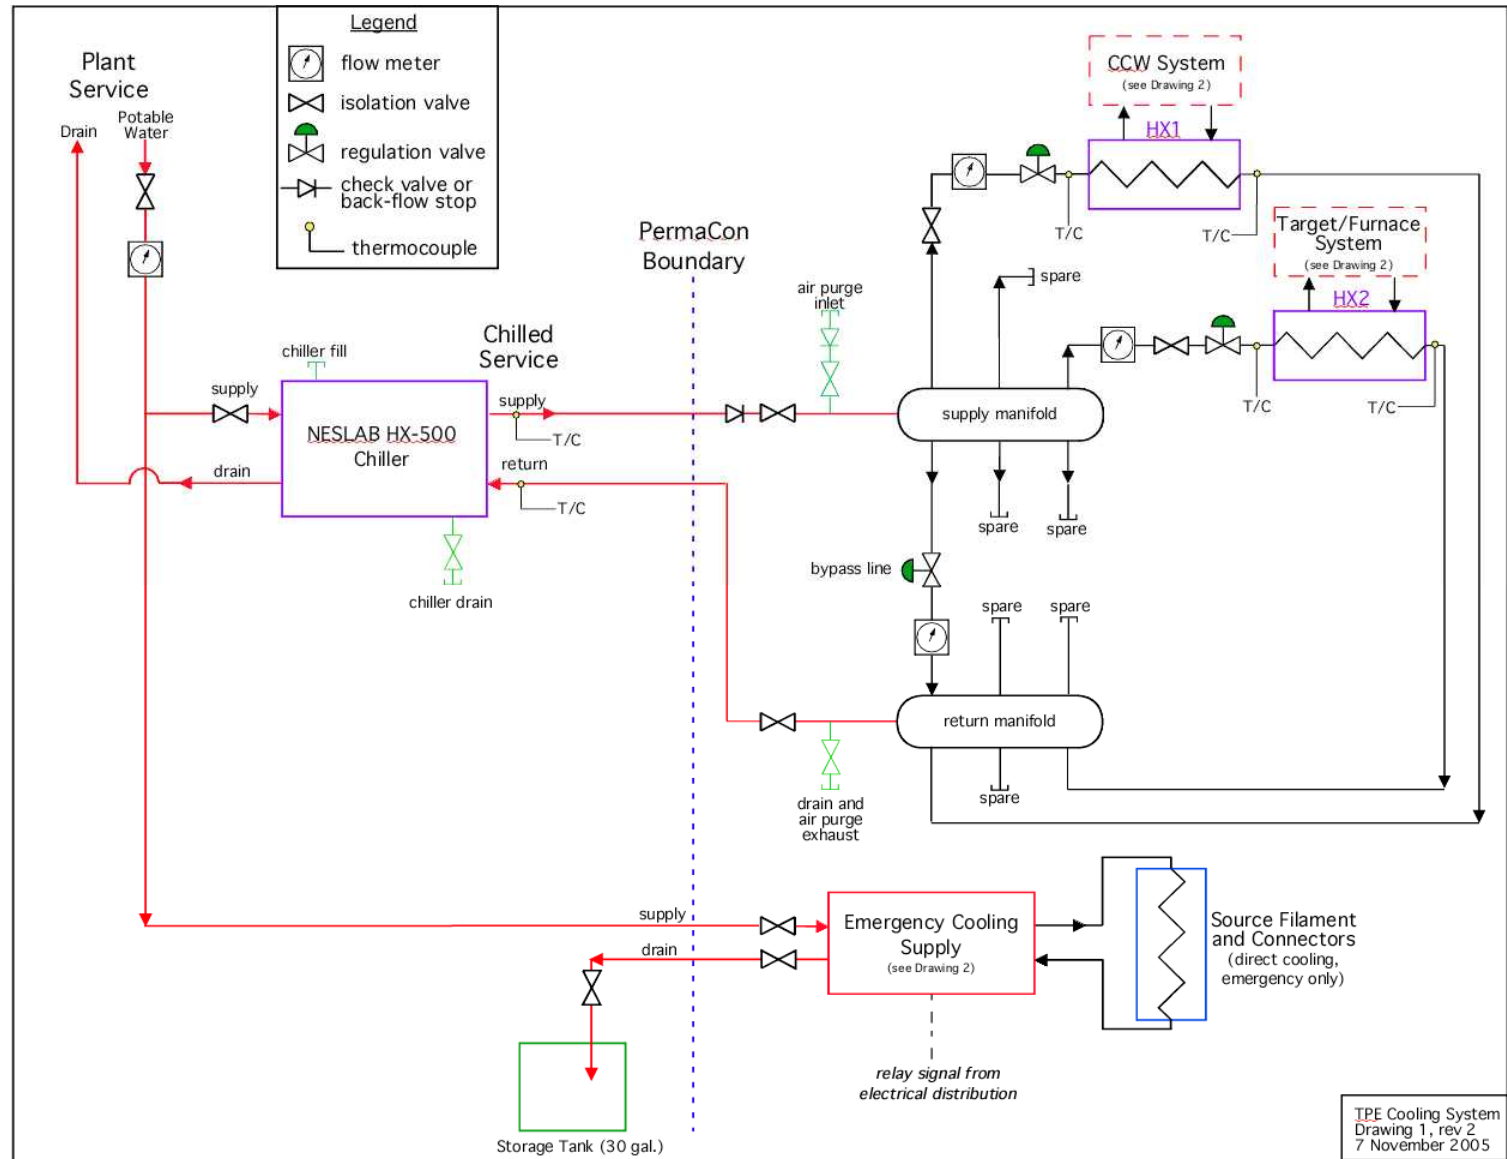 Legend
flow meter
isolation valve
regulation valve
check valve or
back-flow stop
thermocouple
Plant
Service
Drain
Potable
Water
PermaCon
Boundary
CCW System
(see Drawing 2)
HX1
T/C
T/C
Target/Furnace
System
(see Drawing 2)
HX2
T/C
T/C
spare
air purge
inlet
Chilled
Service
chiller fill
supply
supply
T/C
NESLAB HX-500
Chiller
drain
return
T/C
chiller drain
supply manifold
spare
spare
bypass line
spare
spare
return manifold
spare
drain and
air purge
exhaust
supply
drain
Emergency Cooling
Supply
(see Drawing 2)
Source Filament
and Connectors
(direct cooling,
emergency only)
relay signal from
electrical distribution
Storage Tank (30 gal.)
TPE Cooling System
Drawing 1, rev 2
7 November 2005